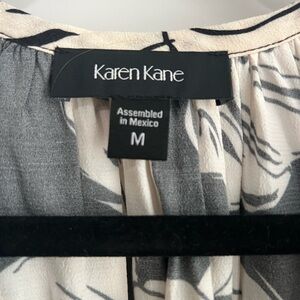 Karen Kane
Assembled
in Mexico
M